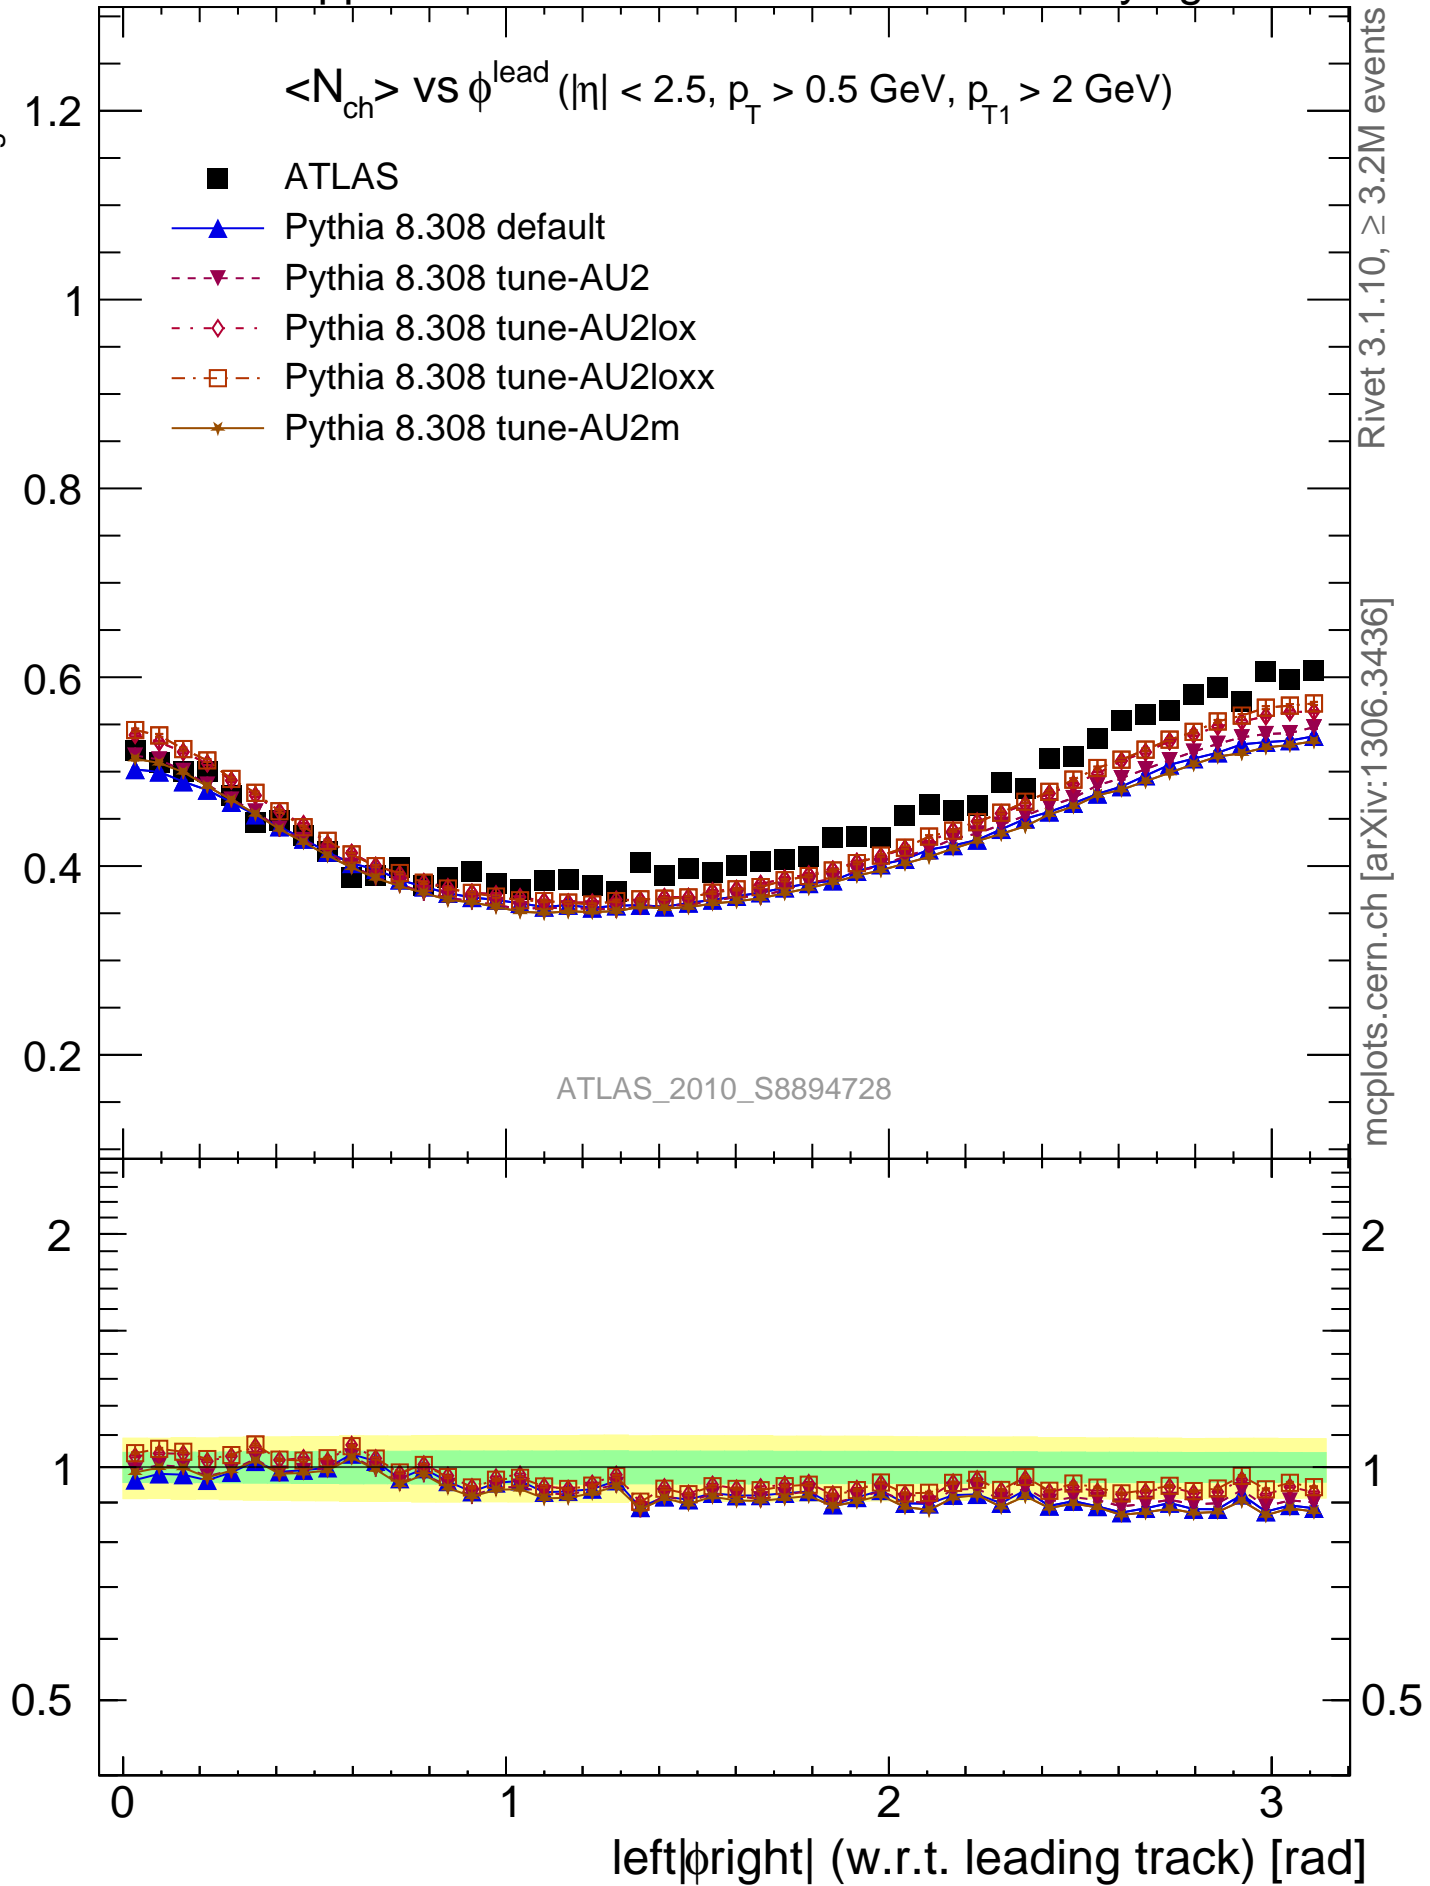 <N_ch> vs ϕ^lead (|η| < 2.5, p_T > 0.5 GeV, p_T1 > 2 GeV)
ATLAS
Pythia 8.308 default
Pythia 8.308 tune-AU2
Pythia 8.308 tune-AU2lox
Pythia 8.308 tune-AU2loxx
Pythia 8.308 tune-AU2m
1.2
1
0.8
0.6
0.4
0.2
ATLAS_2010_S8894728
Rivet 3.1.10, ≥ 3.2M events
mcplots.cern.ch [arXiv:1306.3436]
2
1
0.5
2
1
0.5
0
1
2
3
left|ϕright| (w.r.t. leading track) [rad]